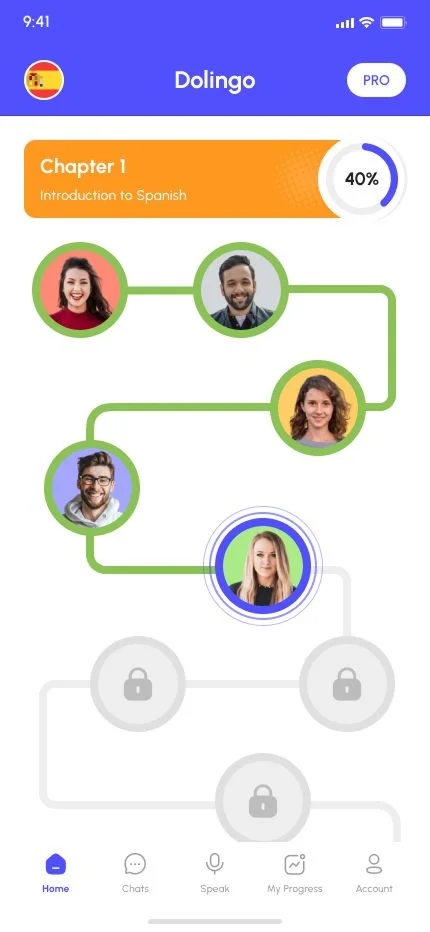 9:41
Dolingo
PRO
Chapter 1
Introduction to Spanish
40%
Home
Chats
Speak
My Progress
Account